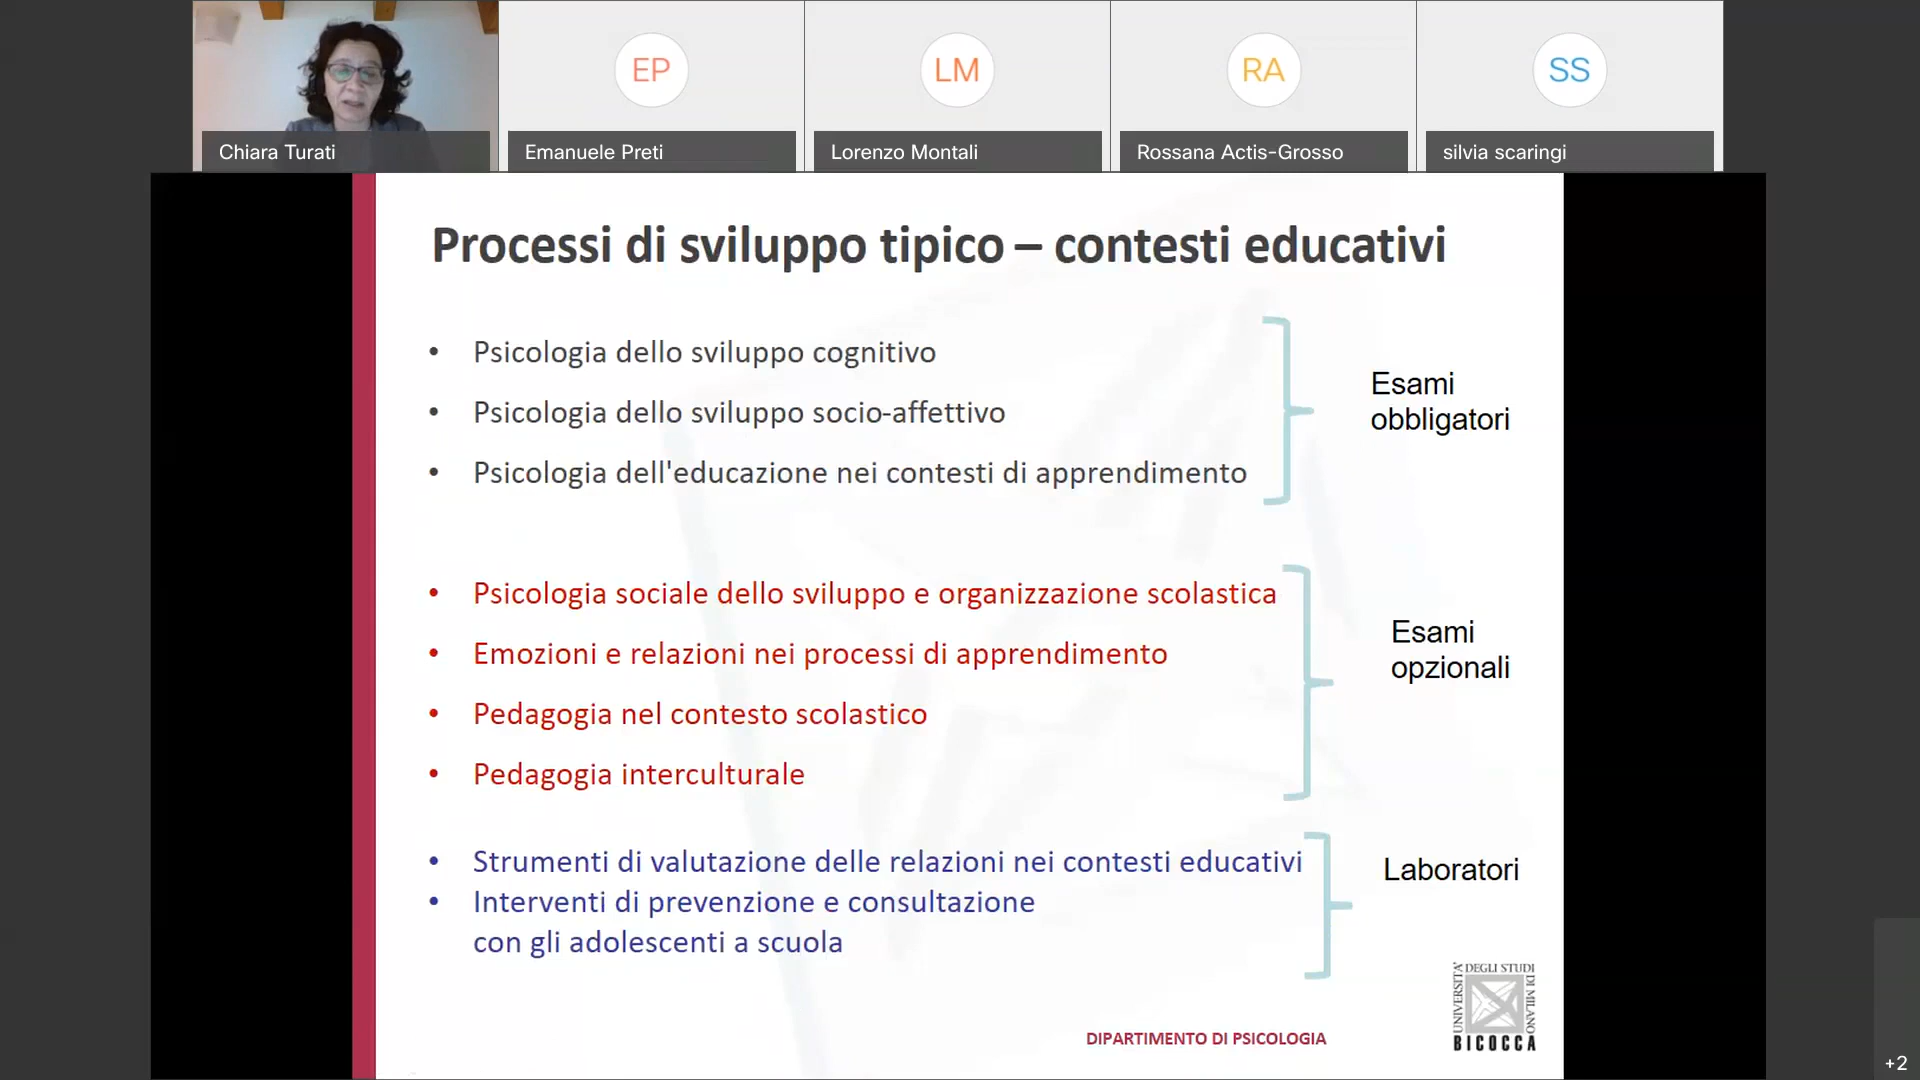 EP
LM
RA
SS
Chiara Turati
Emanuele Preti
Lorenzo Montali
Rossana Actis-Grosso
silvia scaringi
Processi di sviluppo tipico – contesti educativi
• Psicologia dello sviluppo cognitivo
• Psicologia dello sviluppo socio-affettivo
• Psicologia dell'educazione nei contesti di apprendimento
Esami
obbligatori
• Psicologia sociale dello sviluppo e organizzazione scolastica
• Emozioni e relazioni nei processi di apprendimento
• Pedagogia nel contesto scolastico
• Pedagogia interculturale
Esami
opzionali
• Strumenti di valutazione delle relazioni nei contesti educativi
• Interventi di prevenzione e consultazione
con gli adolescenti a scuola
Laboratori
DIPARTIMENTO DI PSICOLOGIA
UNIVERSITA' DEGLI STUDI DI MILANO
BICOCCA
+2